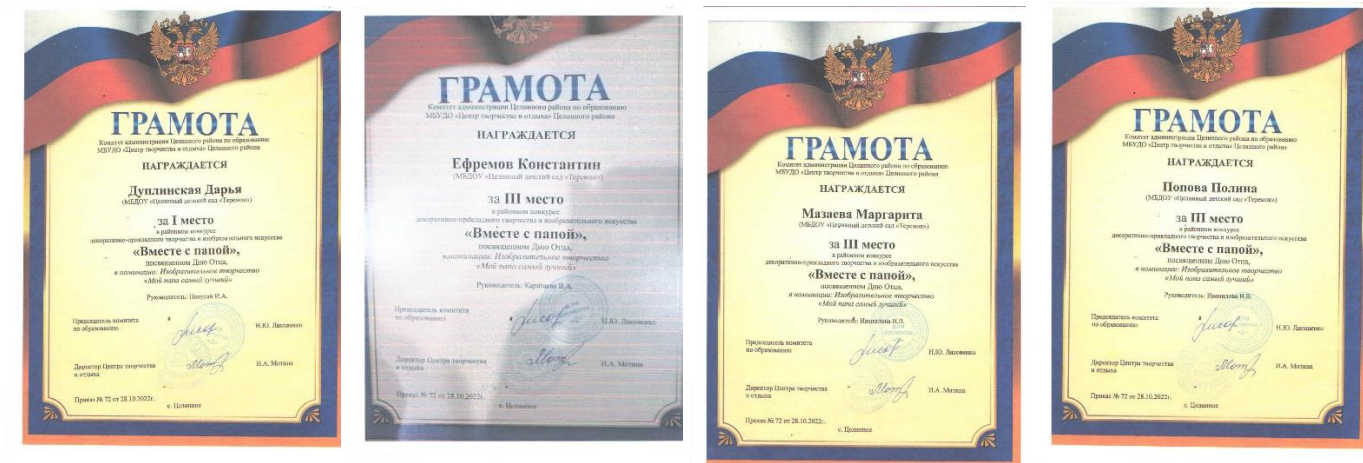 ГРАМОТА
Комитет администрации Целинного района по образованию
МБУДО «Центр творчества и отдыха» Целинного района
НАГРАЖДАЕТСЯ
Дуплинская Дарья
(МБДОУ «Целинный детский сад «Теремок»)
за I место
в районном конкурсе
декоративно-прикладного творчества и изобразительного искусства
«Вместе с папой»,
посвященном Дню Отца,
в номинации: Изобразительное творчество
«Мой папа самый лучший»
Руководитель: И.А.
Председатель комитета
по образованию
Н.Ю. Лисовенко
Директор Центра творчества
и отдыха
И.А. Мотина
Приказ № 72 от 28.10.2022г.
с. Целинное
ГРАМОТА
Комитет администрации Целинного района по образованию
МБУДО «Центр творчества и отдыха» Целинного района
НАГРАЖДАЕТСЯ
Ефремов Константин
(МБДОУ «Целинный детский сад «Теремок»)
за III место
в районном конкурсе
декоративно-прикладного творчества и изобразительного искусства
«Вместе с папой»,
посвященном Дню Отца,
в номинации: Изобразительное творчество
«Мой папа самый лучший»
Руководитель: В.А.
Председатель комитета
по образованию
Н.Ю. Лисовенко
Директор Центра творчества
и отдыха
И.А. Мотина
Приказ № 72 от 28.10.2022г.
с. Целинное
ГРАМОТА
Комитет администрации Целинного района по образованию
МБУДО «Центр творчества и отдыха» Целинного района
НАГРАЖДАЕТСЯ
Мазаева Маргарита
(МБДОУ «Целинный детский сад «Теремок»)
за III место
в районном конкурсе
декоративно-прикладного творчества и изобразительного искусства
«Вместе с папой»,
посвященном Дню Отца,
в номинации: Изобразительное творчество
«Мой папа самый лучший»
Руководитель: И.В.
Председатель комитета
по образованию
Н.Ю. Лисовенко
Директор Центра творчества
и отдыха
И.А. Мотина
Приказ № 72 от 28.10.2022г.
с. Целинное
ГРАМОТА
Комитет администрации Целинного района по образованию
МБУДО «Центр творчества и отдыха» Целинного района
НАГРАЖДАЕТСЯ
Попова Полина
(МБДОУ «Целинный детский сад «Теремок»)
за III место
в районном конкурсе
декоративно-прикладного творчества и изобразительного искусства
«Вместе с папой»,
посвященном Дню Отца,
в номинации: Изобразительное творчество
«Мой папа самый лучший»
Руководитель: И.В.
Председатель комитета
по образованию
Н.Ю. Лисовенко
Директор Центра творчества
и отдыха
И.А. Мотина
Приказ № 72 от 28.10.2022г.
с. Целинное